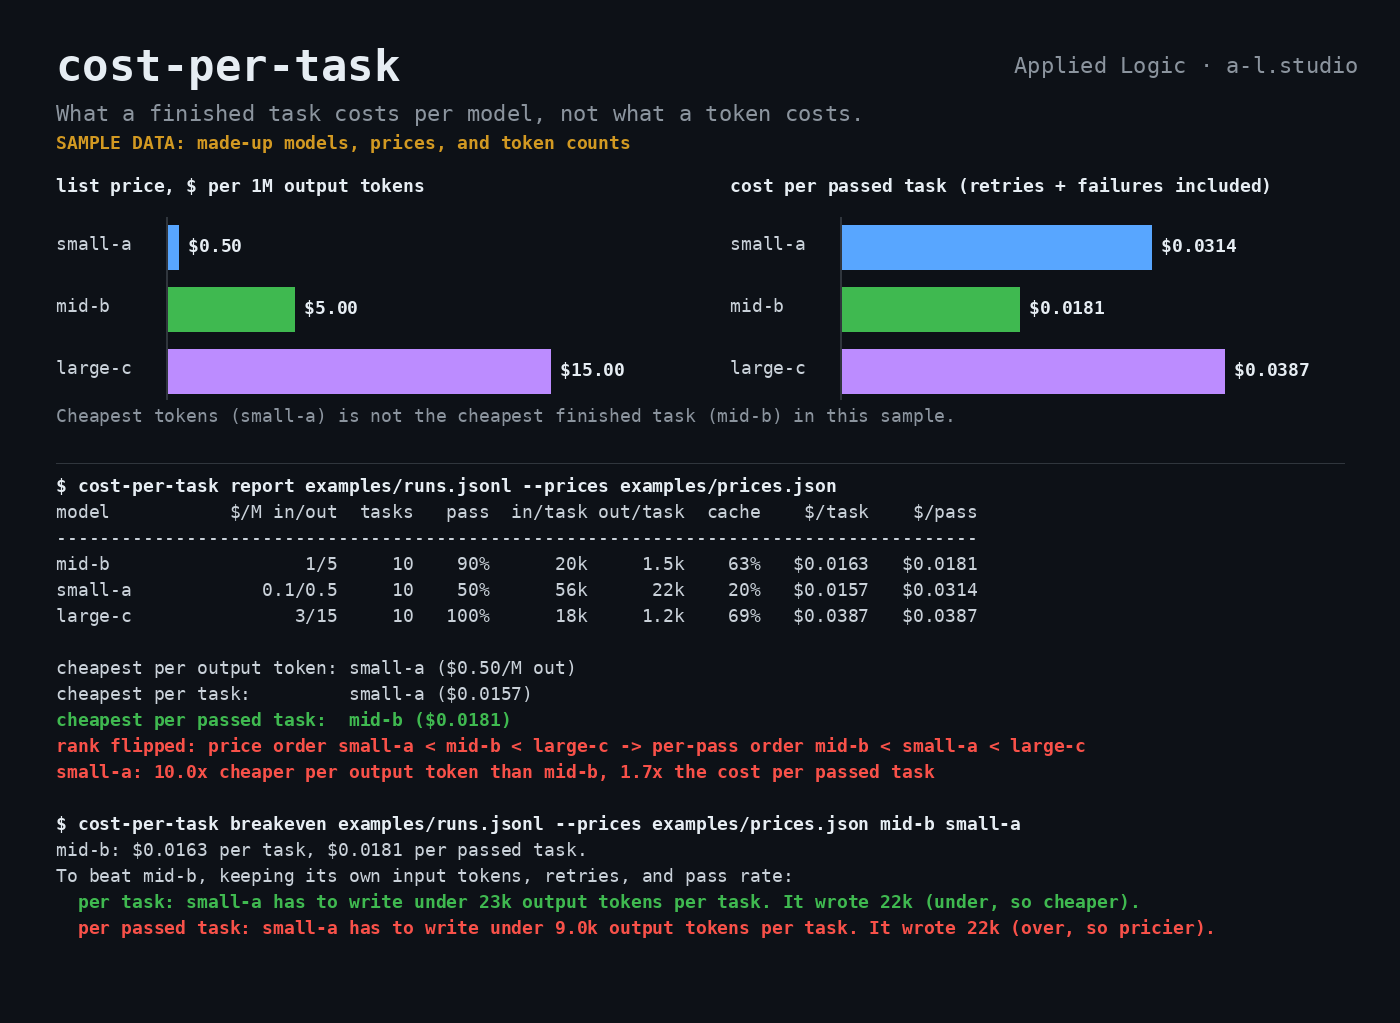 cost-per-task
Applied Logic · a-l.studio
What a finished task costs per model, not what a token costs.
SAMPLE DATA: made-up models, prices, and token counts
list price, $ per 1M output tokens
small-a $0.50
mid-b $5.00
large-c $15.00
cost per passed task (retries + failures included)
small-a $0.0314
mid-b $0.0181
large-c $0.0387
Cheapest tokens (small-a) is not the cheapest finished task (mid-b) in this sample.
$ cost-per-task report examples/runs.jsonl --prices examples/prices.json
model           $/M in/out  tasks   pass  in/task out/task  cache    $/task    $/pass
-------------------------------------------------------------------------------------
mid-b                  1/5     10    90%      20k     1.5k    63%   $0.0163   $0.0181
small-a            0.1/0.5     10    50%      56k      22k    20%   $0.0157   $0.0314
large-c               3/15     10   100%      18k     1.2k    69%   $0.0387   $0.0387
cheapest per output token: small-a ($0.50/M out)
cheapest per task:         small-a ($0.0157)
cheapest per passed task:  mid-b ($0.0181)
rank flipped: price order small-a < mid-b < large-c -> per-pass order mid-b < small-a < large-c
small-a: 10.0x cheaper per output token than mid-b, 1.7x the cost per passed task
$ cost-per-task breakeven examples/runs.jsonl --prices examples/prices.json mid-b small-a
mid-b: $0.0163 per task, $0.0181 per passed task.
To beat mid-b, keeping its own input tokens, retries, and pass rate:
  per task: small-a has to write under 23k output tokens per task. It wrote 22k (under, so cheaper).
  per passed task: small-a has to write under 9.0k output tokens per task. It wrote 22k (over, so pricier).